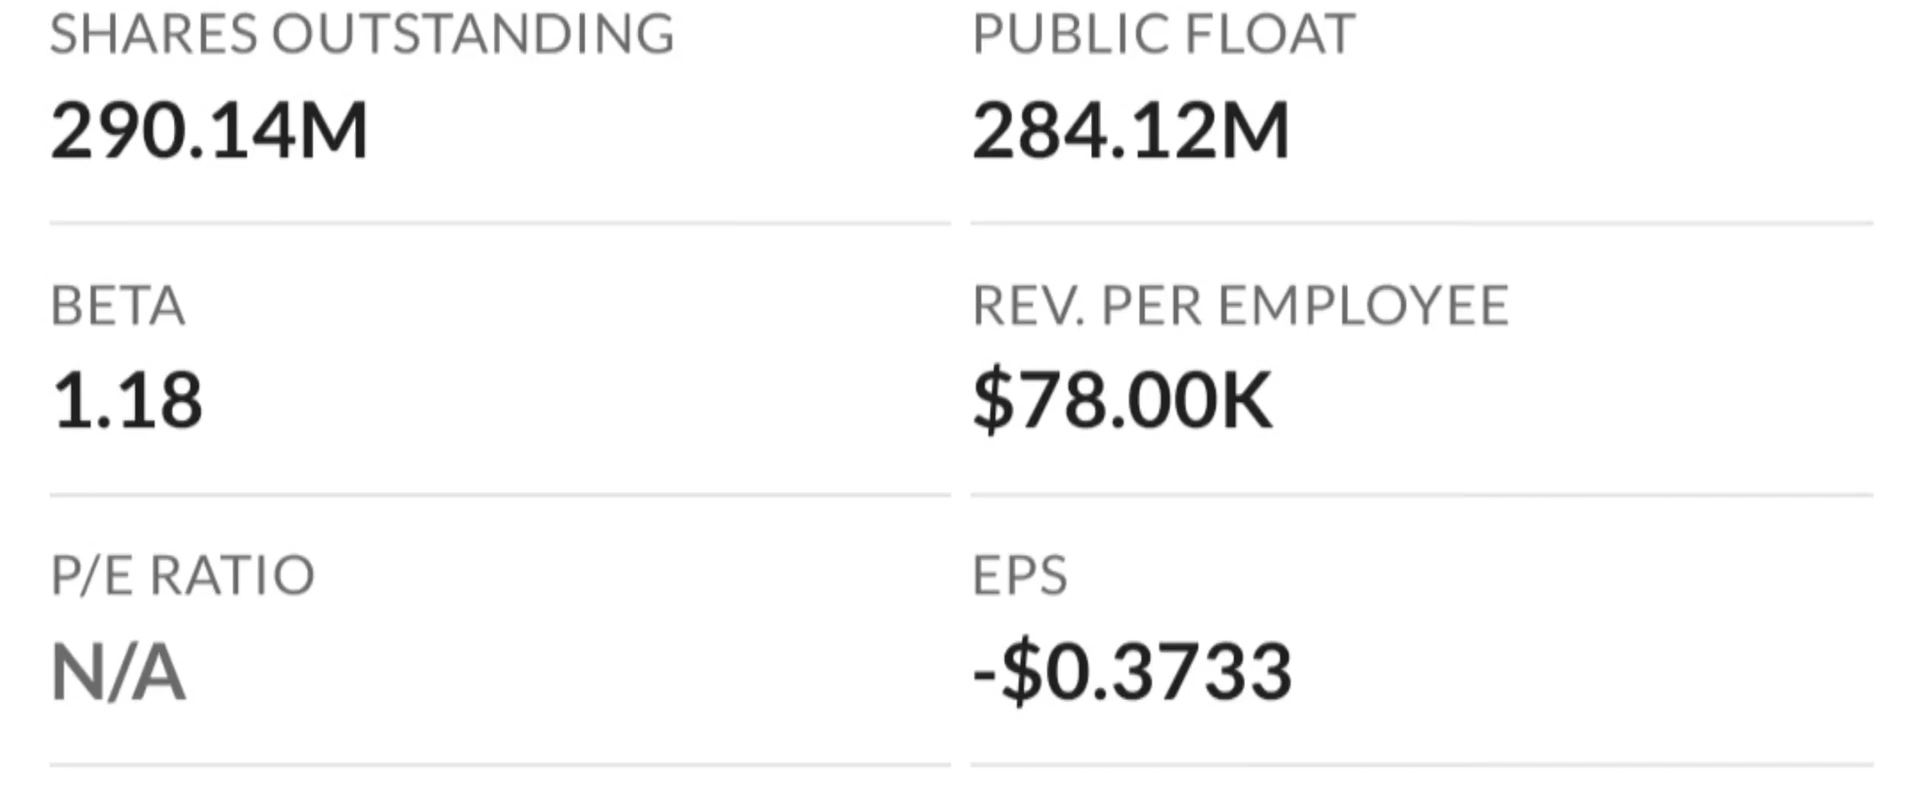 SHARES OUTSTANDING
290.14M
PUBLIC FLOAT
284.12M
BETA
1.18
REV. PER EMPLOYEE
$78.00K
P/E RATIO
N/A
EPS
-$0.3733